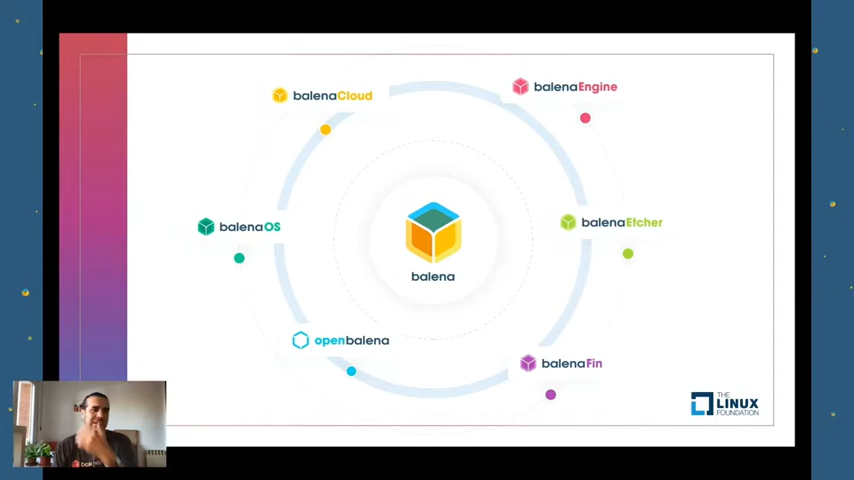 balenaCloud
balenaEngine
balenaOS
balenaEtcher
balena
openbalena
balenaFin
THE
LINUX
FOUNDATION